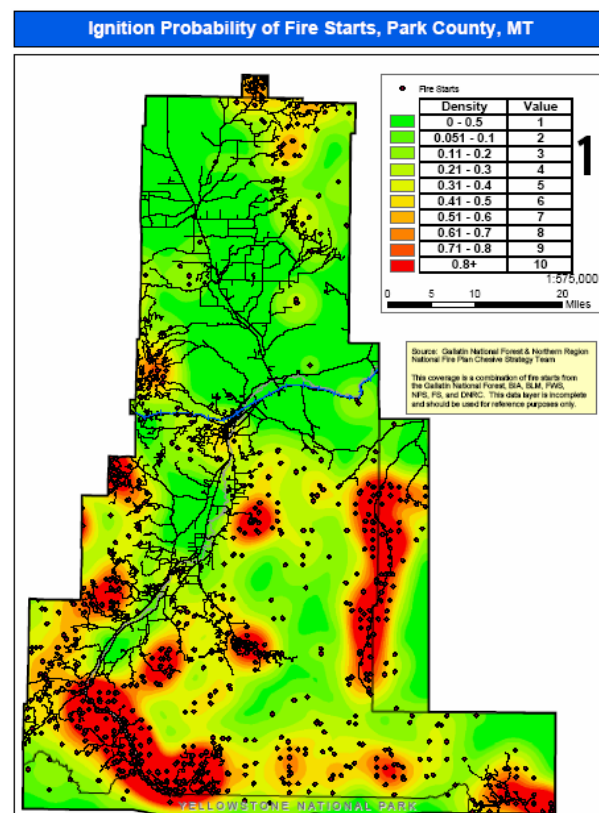 Ignition Probability of Fire Starts, Park County, MT
Fire Starts
Density Value
0 - 0.5 1
0.051 - 0.1 2
0.11 - 0.2 3
0.21 - 0.3 4
0.31 - 0.4 5
0.41 - 0.5 6
0.51 - 0.6 7
0.61 - 0.7 8
0.71 - 0.8 9
0.8+ 10
1
1:575,000
0 5 10 20
Miles
Source: Gallatin National Forest & Northern Region
National Fire Plan Chesive Strategy Team
This coverage is a combination of fire starts from
the Gallatin National Forest, BIA, BLM, FWS,
NPS, FS, and DNRC. This data layer is incomplete
and should be used for reference purposes only.
YELLOWSTONE NATIONAL PARK